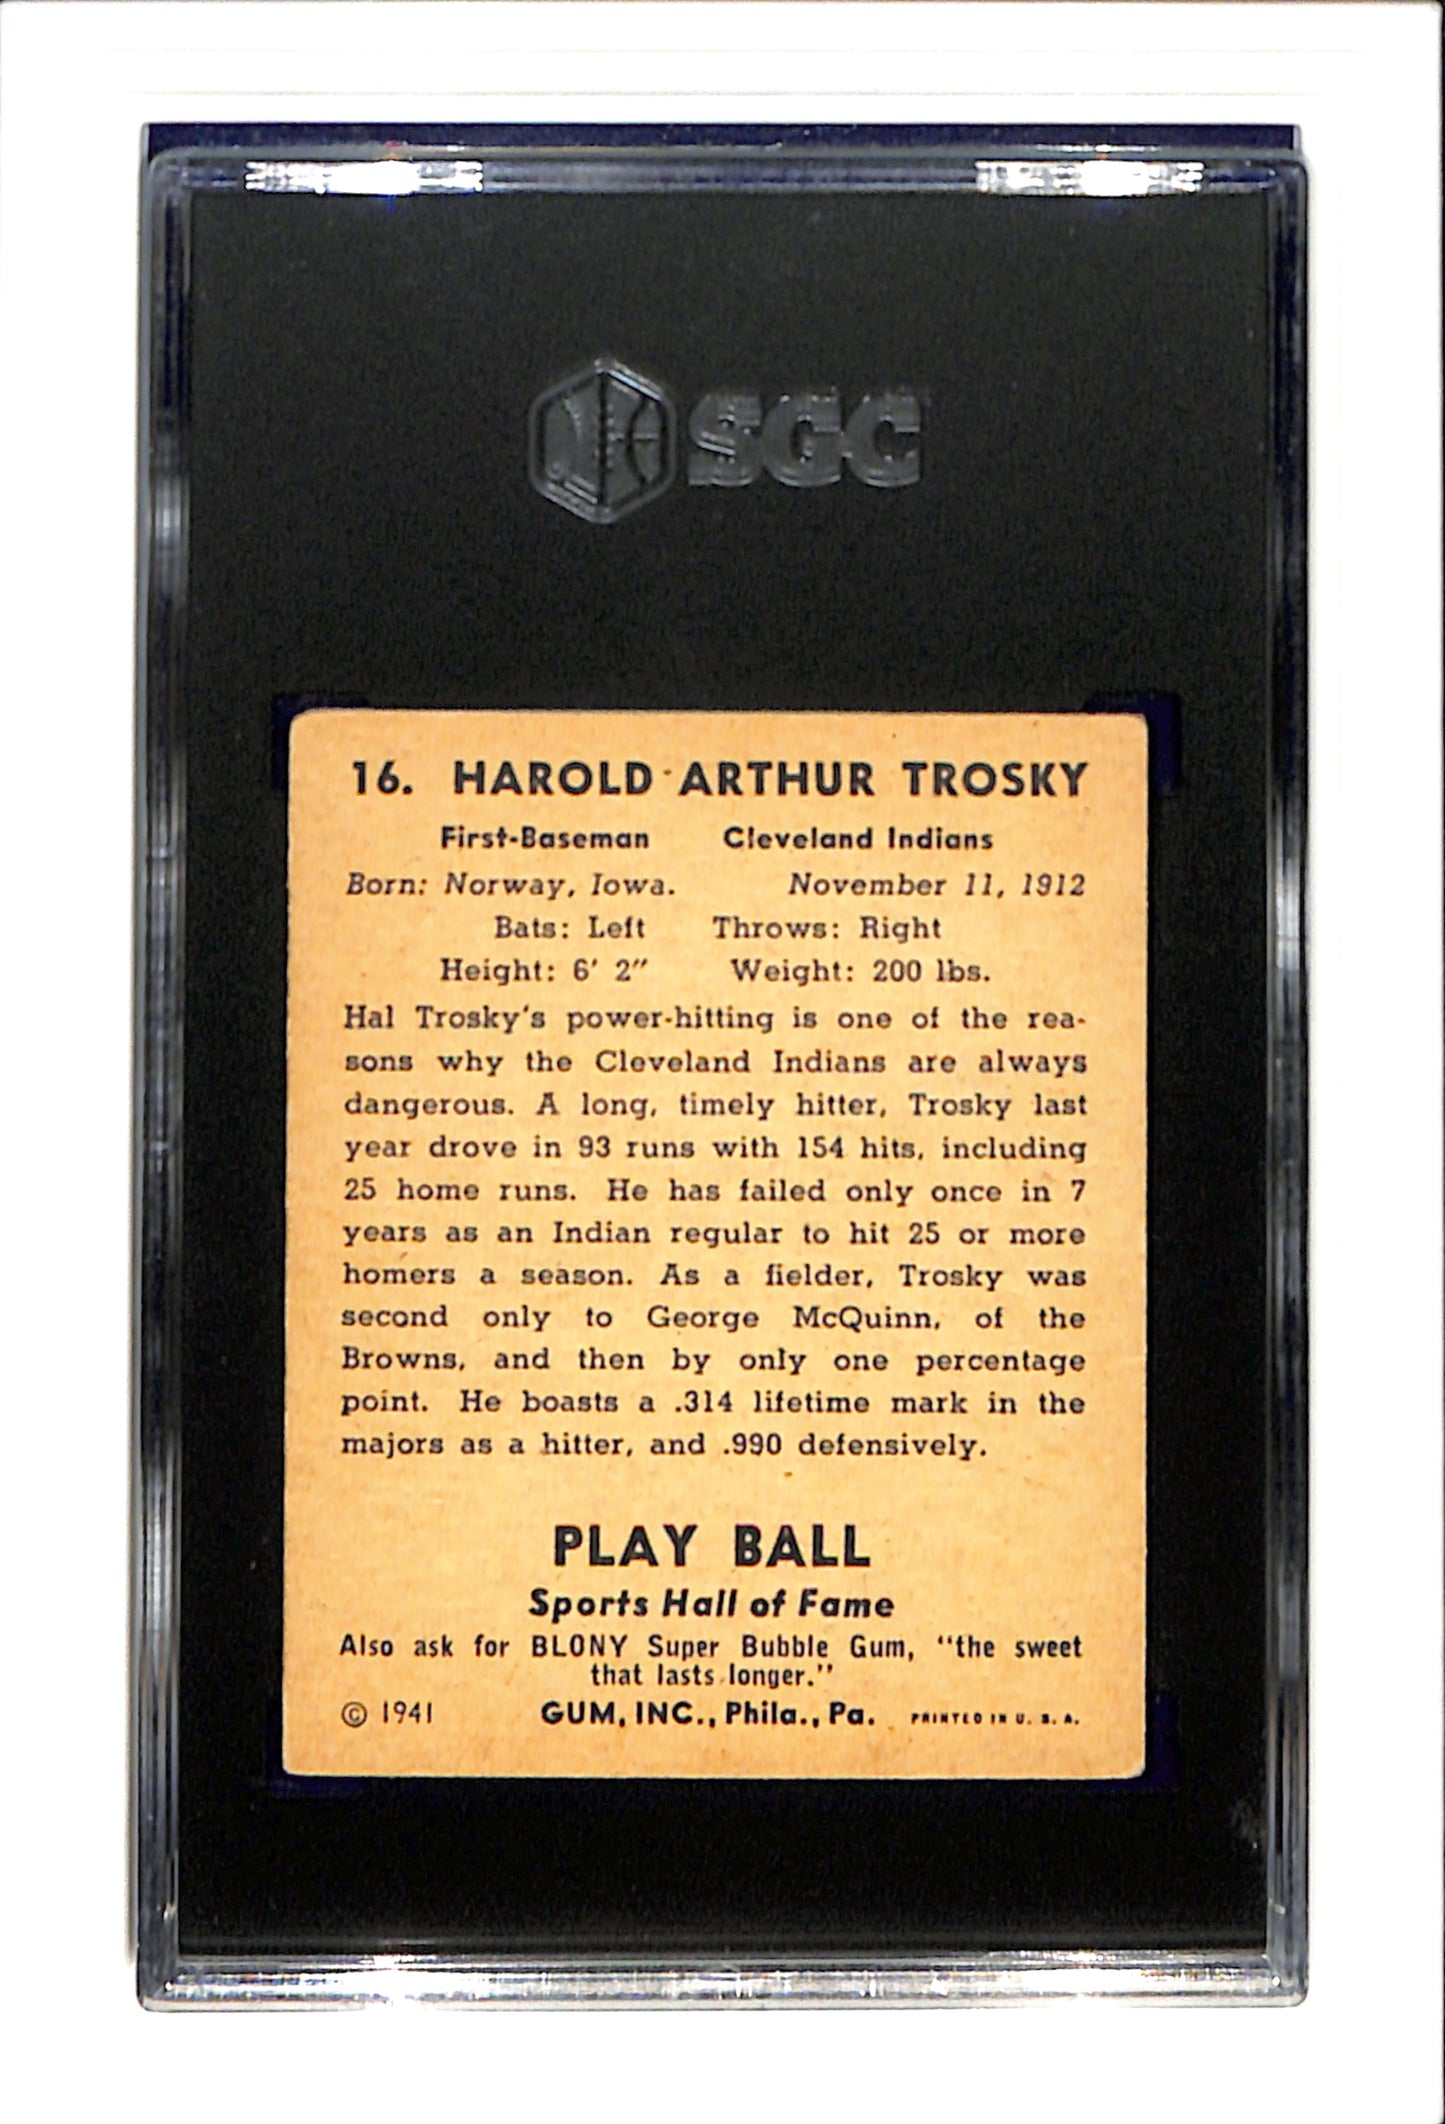 SGC
16. HAROLD ARTHUR TROSKY
First-Baseman Cleveland Indians
Born: Norway, Iowa. November 11, 1912
Bats: Left Throws: Right
Height: 6' 2" Weight: 200 lbs.
Hal Trosky's power-hitting is one of the rea-
sons why the Cleveland Indians are always
dangerous. A long, timely hitter, Trosky last
year drove in 93 runs with 154 hits, including
25 home runs. He has failed only once in 7
years as an Indian regular to hit 25 or more
homers a season. As a fielder, Trosky was
second only to George McQuinn, of the
Browns, and then by only one percentage
point. He boasts a .314 lifetime mark in the
majors as a hitter, and .990 defensively.
PLAY BALL
Sports Hall of Fame
Also ask for BLONY Super Bubble Gum, "the sweet
that lasts longer."
© 1941 GUM, INC., Phila., Pa. PRINTED IN U. S. A.